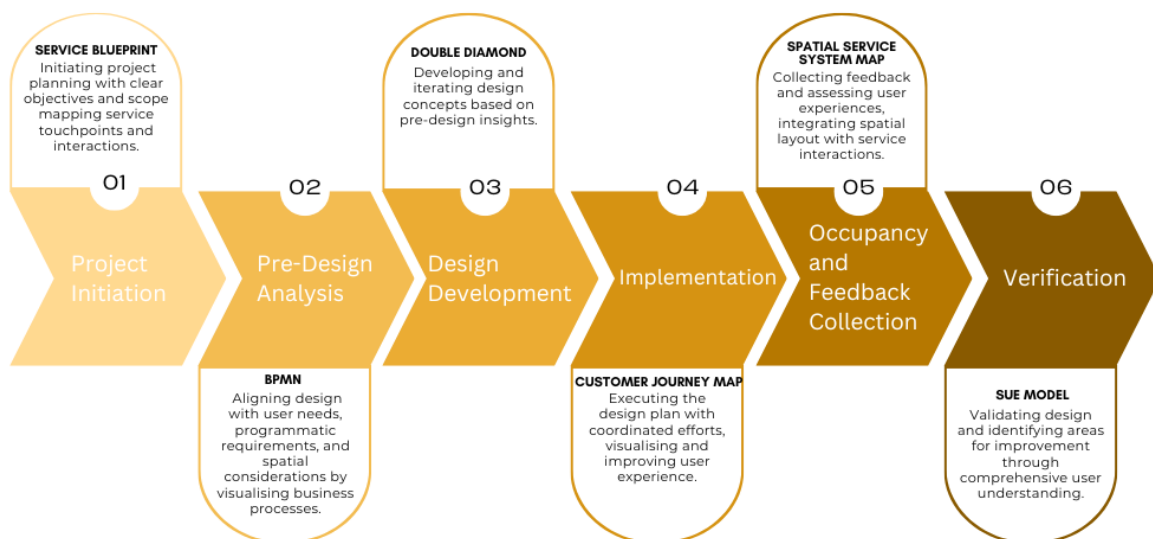 SERVICE BLUEPRINT
Initiating project
planning with clear
objectives and scope
mapping service
touchpoints and
interactions.
01
Project
Initiation
02
Pre-Design
Analysis
BPMN
Aligning design
with user needs,
programmatic
requirements, and
spatial
considerations by
visualising business
processes.
DOUBLE DIAMOND
Developing and
iterating design
concepts based on
pre-design insights.
03
Design
Development
04
Implementation
CUSTOMER JOURNEY MAP
Executing the
design plan with
coordinated efforts,
visualising and
improving user
experience.
SPATIAL SERVICE
SYSTEM MAP
Collecting feedback
and assessing user
experiences,
integrating spatial
layout with service
interactions.
05
Occupancy
and
Feedback
Collection
06
Verification
SUE MODEL
Validating design
and identifying areas
for improvement
through
comprehensive user
understanding.